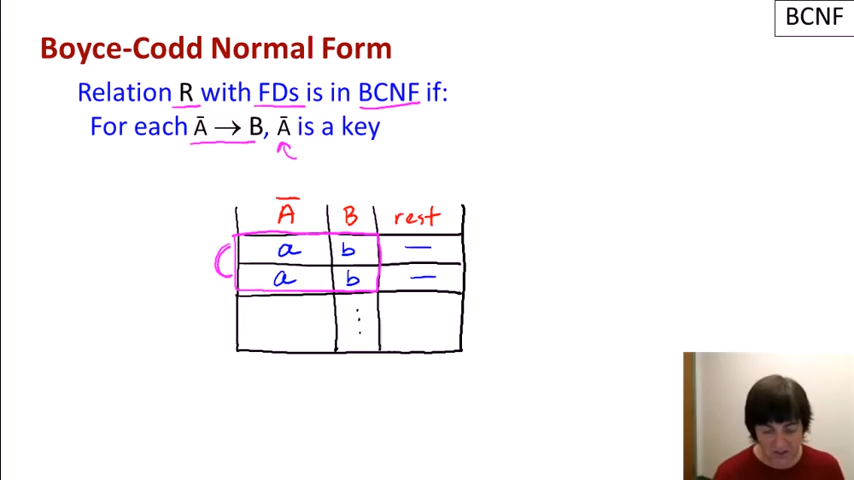 BCNF
Boyce-Codd Normal Form
Relation R with FDs is in BCNF if:
For each Ā → B, Ā is a key
Ā B rest
a b —
a b —
⋮